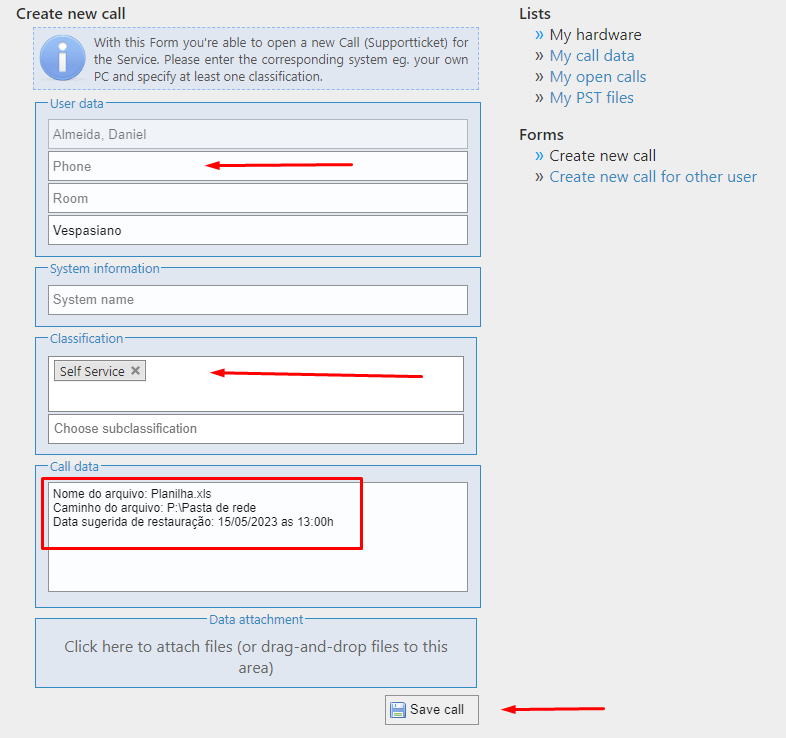 Create new call
With this Form you're able to open a new Call (Supportticket) for
the Service. Please enter the corresponding system eg. your own
PC and specify at least one classification.
User data
Almeida, Daniel
Phone
Room
Vespasiano
System information
System name
Classification
Self Service ✕
Choose subclassification
Call data
Nome do arquivo: Planilha.xls
Caminho do arquivo: P:\Pasta de rede
Data sugerida de restauração: 15/05/2023 as 13:00h
Data attachment
Click here to attach files (or drag-and-drop files to this
area)
Save call
Lists
» My hardware
» My call data
» My open calls
» My PST files
Forms
» Create new call
» Create new call for other user